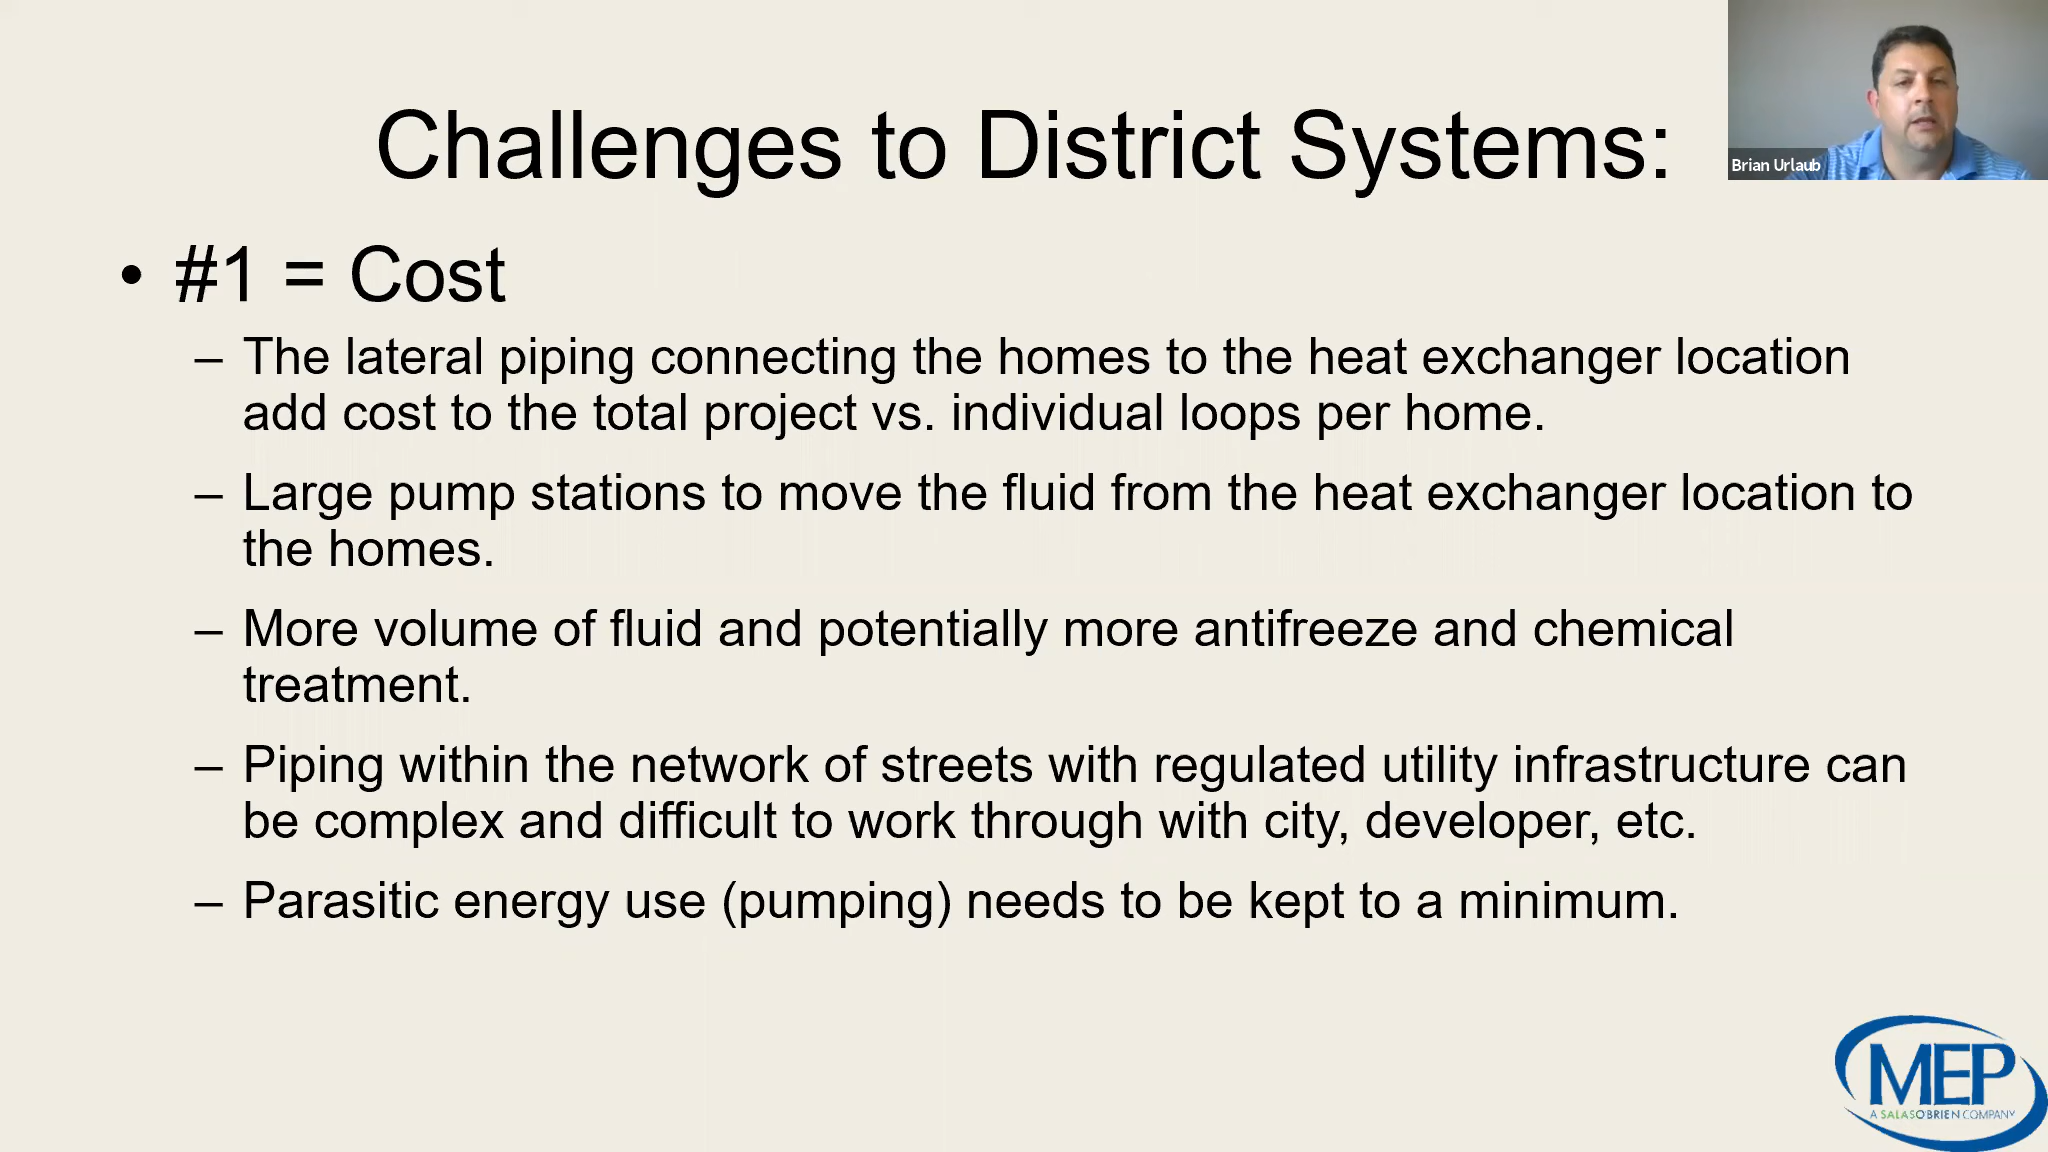 Challenges to District Systems:
Brian Urlaub
• #1 = Cost
– The lateral piping connecting the homes to the heat exchanger location
add cost to the total project vs. individual loops per home.
– Large pump stations to move the fluid from the heat exchanger location to
the homes.
– More volume of fluid and potentially more antifreeze and chemical
treatment.
– Piping within the network of streets with regulated utility infrastructure can
be complex and difficult to work through with city, developer, etc.
– Parasitic energy use (pumping) needs to be kept to a minimum.
MEP
A SALAS O'BRIEN COMPANY